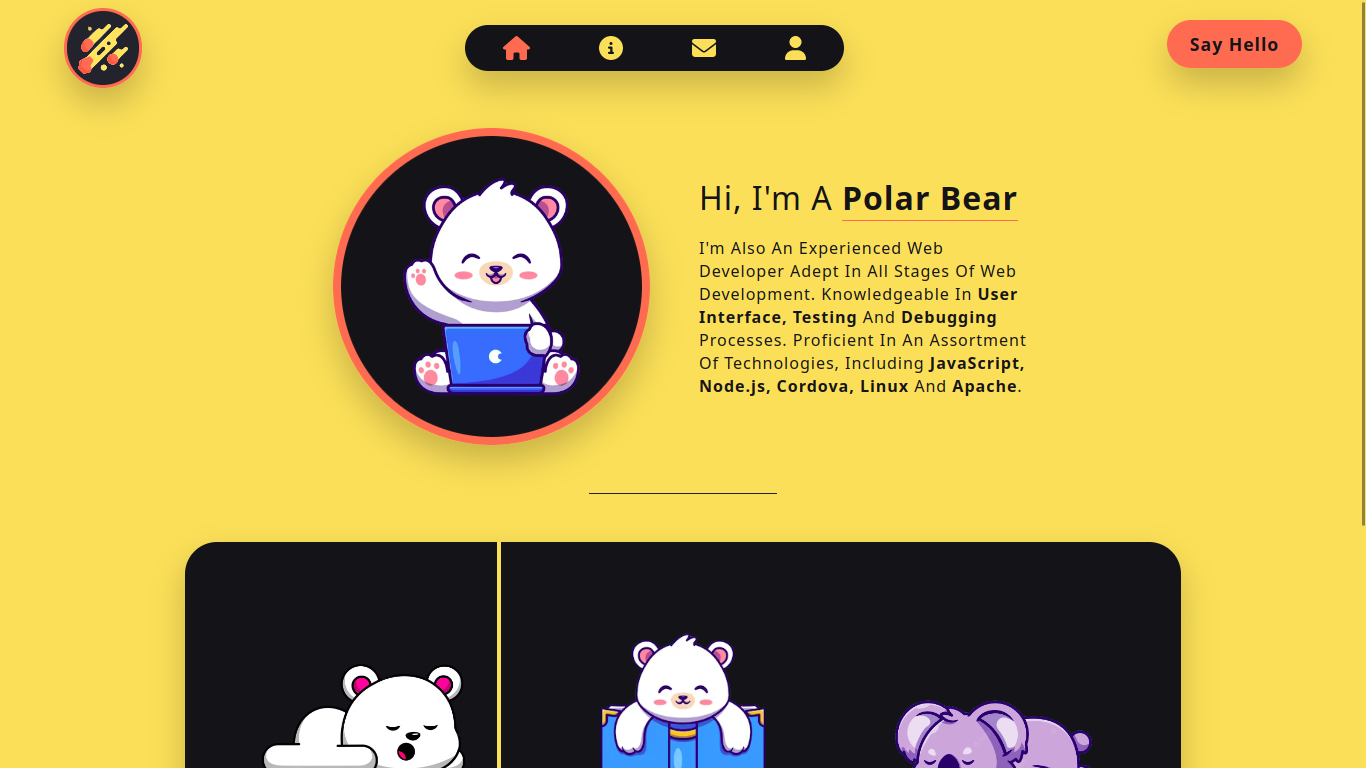 Say Hello
Hi, I'm A Polar Bear
I'm Also An Experienced Web
Developer Adept In All Stages Of Web
Development. Knowledgeable In User
Interface, Testing And Debugging
Processes. Proficient In An Assortment
Of Technologies, Including JavaScript,
Node.js, Cordova, Linux And Apache.